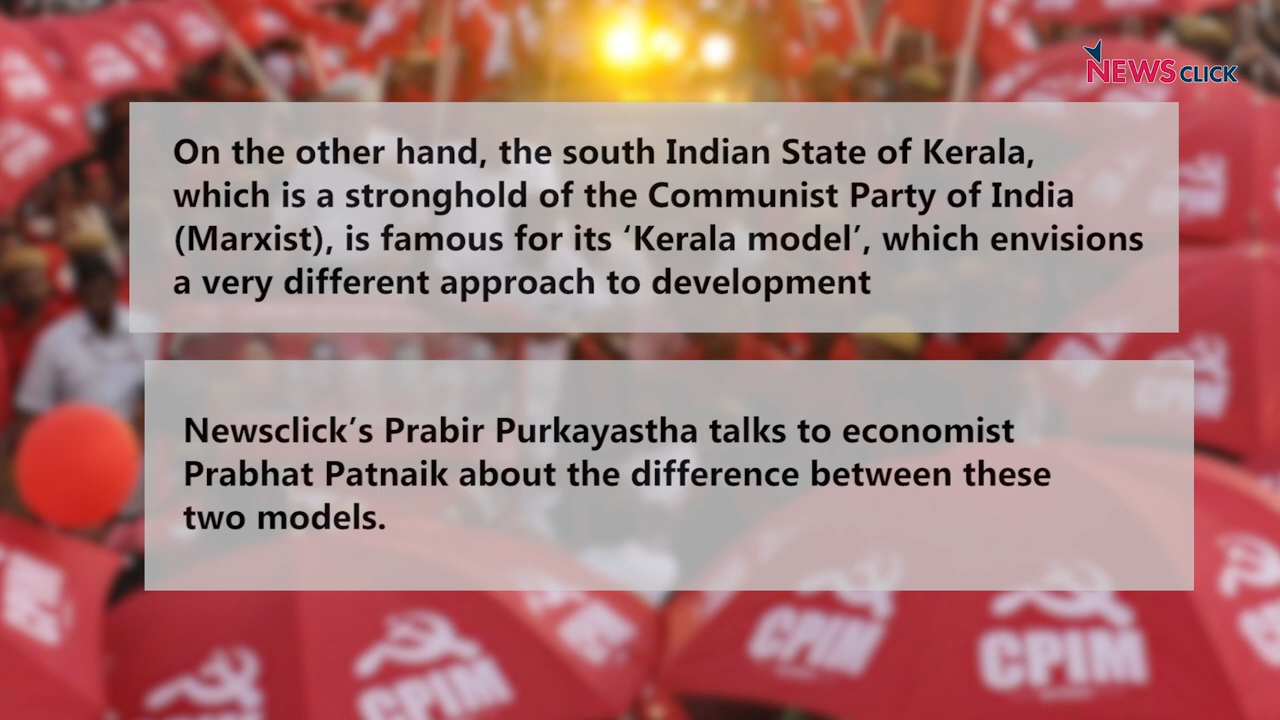 NEWSCLICK
On the other hand, the south Indian State of Kerala,
which is a stronghold of the Communist Party of India
(Marxist), is famous for its ‘Kerala model’, which envisions
a very different approach to development
Newsclick’s Prabir Purkayastha talks to economist
Prabhat Patnaik about the difference between these
two models.
CPIM
CPIM
CPIM
CPIM